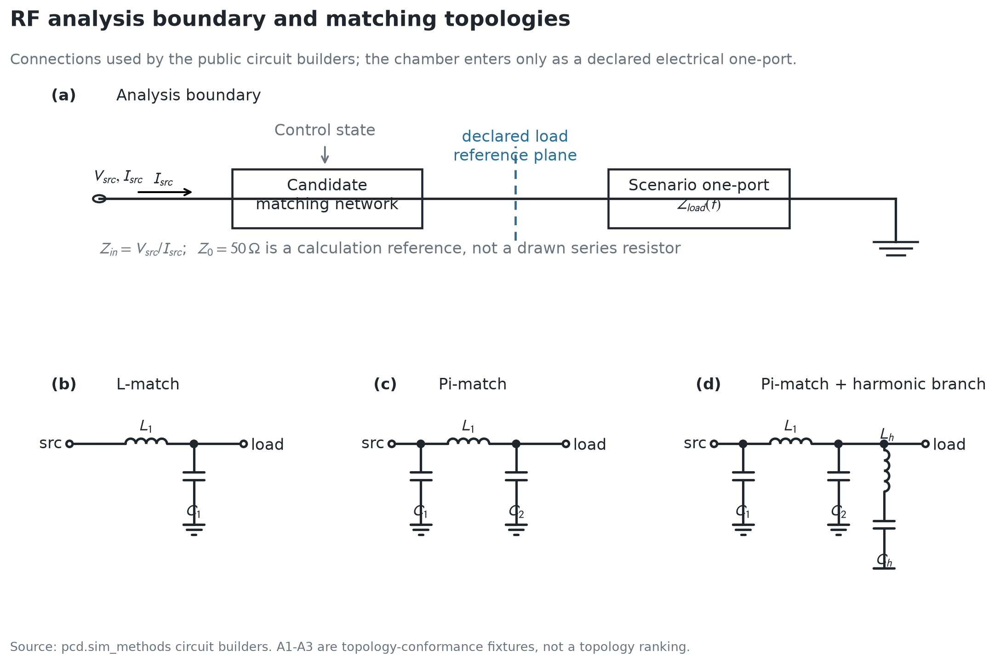 RF analysis boundary and matching topologies
Connections used by the public circuit builders; the chamber enters only as a declared electrical one-port.
(a) Analysis boundary
Control state
declared load
reference plane
V_src, I_src I_src
Candidate
matching network
Scenario one-port
Z_load(t)
Z_in = V_src/I_src; Z_0 = 50 Ω is a calculation reference, not a drawn series resistor
(b) L-match
(c) Pi-match
(d) Pi-match + harmonic branch
src L_1 load
C_1
src L_1 load
C_1 C_2
src L_1 L_h load
C_1 C_2
C_h
Source: pcd.sim_methods circuit builders. A1-A3 are topology-conformance fixtures, not a topology ranking.